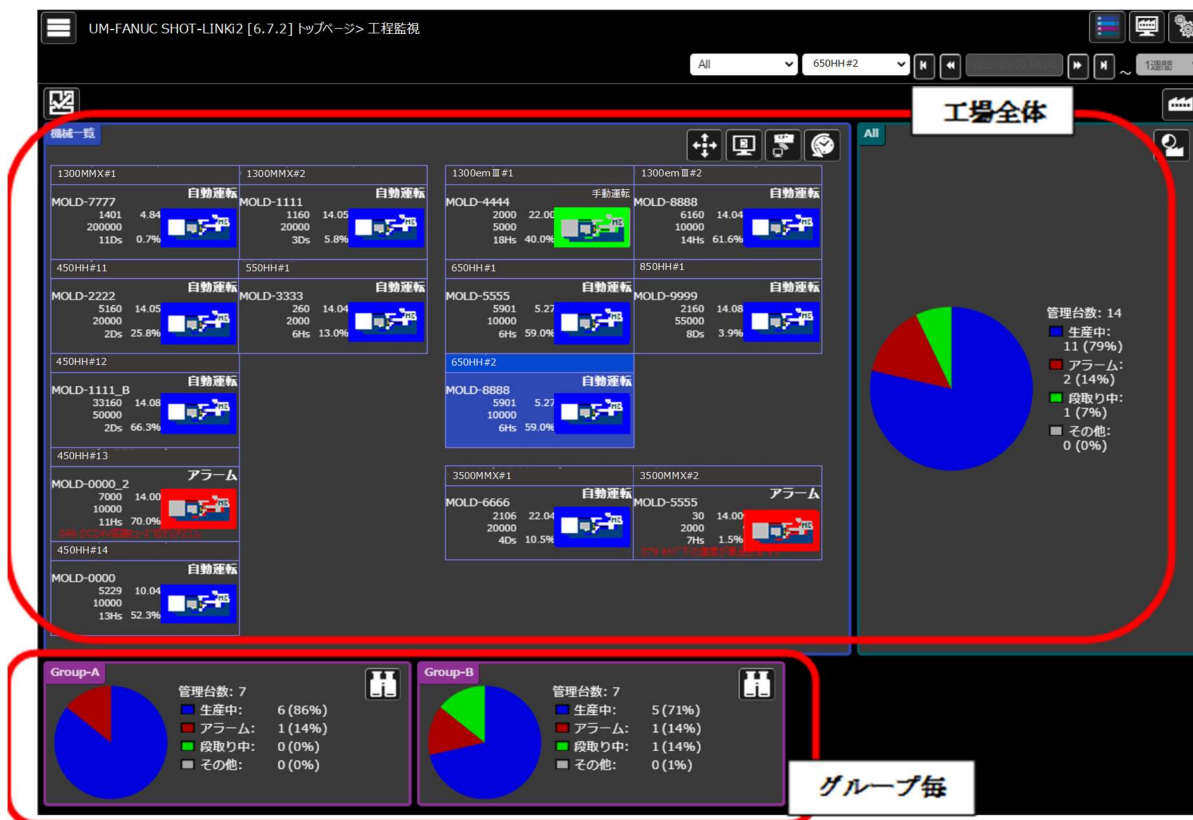 UM-FANUC SHOT-LINKi2 [6.7.2] トップページ> 工程監視
All
650HH#2
～
1週間
工場全体
機械一覧
1300MMX#1
自動運転
MOLD-7777
1401 4.84
200000
11Ds 0.7%
1300MMX#2
自動運転
MOLD-1111
1160 14.05
20000
3Ds 5.8%
1300emⅢ#1
手動運転
MOLD-4444
2000 22.00
5000
18Hs 40.0%
1300emⅢ#2
自動運転
MOLD-8888
6160 14.04
10000
14Hs 61.6%
450HH#11
自動運転
MOLD-2222
5160 14.05
20000
2Ds 25.8%
550HH#1
自動運転
MOLD-3333
260 14.04
2000
6Hs 13.0%
650HH#1
自動運転
MOLD-5555
5901 5.27
10000
6Hs 59.0%
850HH#1
自動運転
MOLD-9999
2160 14.08
55000
8Ds 3.9%
450HH#12
自動運転
MOLD-1111_B
33160 14.08
50000
2Ds 66.3%
650HH#2
自動運転
MOLD-8888
5901 5.27
10000
6Hs 59.0%
450HH#13
アラーム
MOLD-0000_2
7000 14.00
10000
11Hs 70.0%
3500MMX#1
自動運転
MOLD-6666
2106 22.04
20000
4Ds 10.5%
3500MMX#2
アラーム
MOLD-5555
30 14.00
2000
7Hs 1.5%
450HH#14
自動運転
MOLD-0000
5229 10.04
10000
13Hs 52.3%
All
管理台数: 14
生産中:
11 (79%)
アラーム:
2 (14%)
段取り中:
1 (7%)
その他:
0 (0%)
Group-A
管理台数: 7
生産中: 6 (86%)
アラーム: 1 (14%)
段取り中: 0 (0%)
その他: 0 (0%)
Group-B
管理台数: 7
生産中: 5 (71%)
アラーム: 1 (14%)
段取り中: 1 (14%)
その他: 0 (1%)
グループ毎